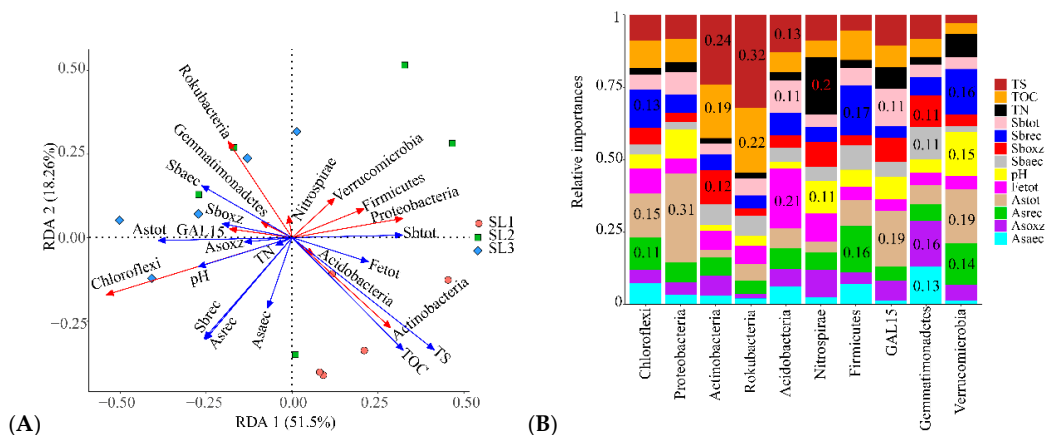 0.50
0.25
0.00
−0.25
RDA 2 (18.26%)
−0.50
−0.25
0.00
0.25
0.50
RDA 1 (51.5%)
Rokubacteria
Gemmatimonadetes
Nitrospirae
Verrucomicrobia
Firmicutes
Proteobacteria
Sbaec
Sboxz
GAL15
Astot
Asoxz
TN
Sbtot
Chloroflexi
pH
Fetot
Acidobacteria
Sbrec
Asrec
Asaec
Actinobacteria
TOC
TS
SL1
SL2
SL3
(A)
1
0.75
0.50
0.25
0
Relative importances
0.13
0.15
0.11
0.31
0.24
0.19
0.12
0.32
0.22
0.13
0.11
0.21
0.2
0.11
0.17
0.16
0.11
0.19
0.11
0.11
0.16
0.13
0.16
0.15
0.19
0.14
Chloroflexi
Proteobacteria
Actinobacteria
Rokubacteria
Acidobacteria
Nitrospirae
Firmicutes
GAL15
Gemmatimonadetes
Verrucomicrobia
TS
TOC
TN
Sbtot
Sbrec
Sboxz
Sbaec
pH
Fetot
Astot
Asrec
Asoxz
Asaec
(B)